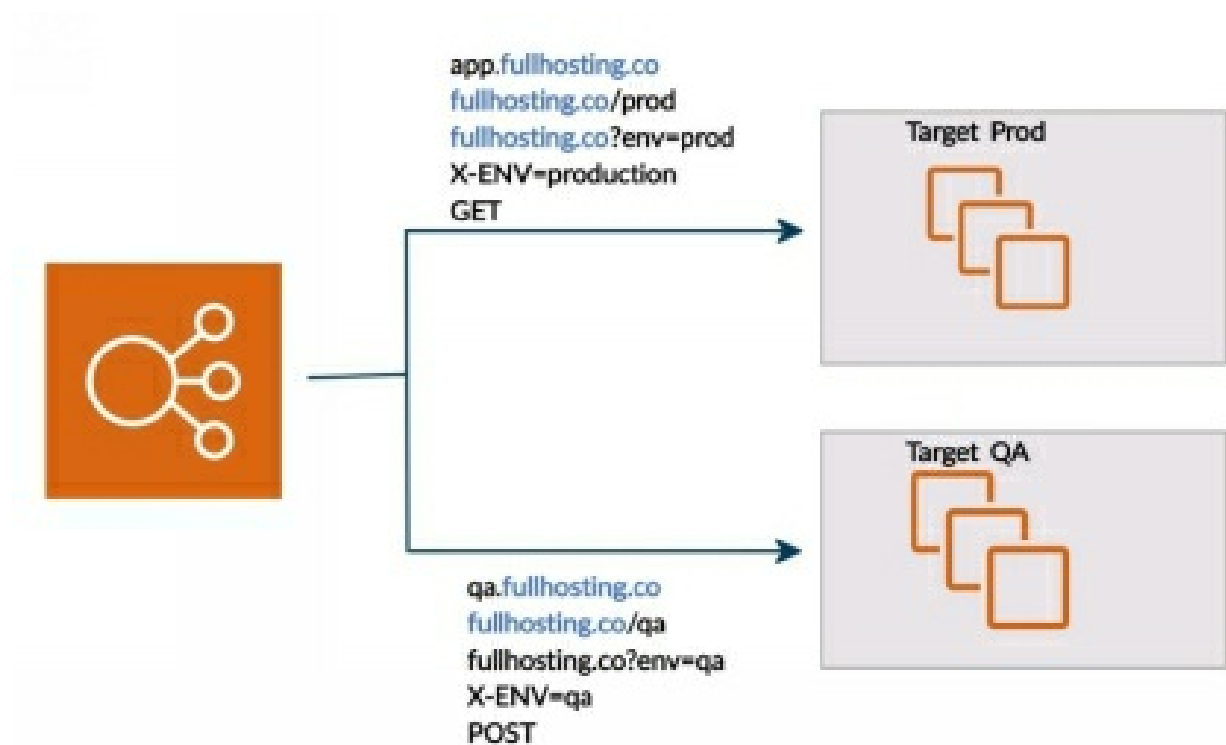 app.fullhosting.co
fullhosting.co/prod
fullhosting.co?env=prod
X-ENV=production
GET
Target Prod
Target QA
qa.fullhosting.co
fullhosting.co/qa
fullhosting.co?env=qa
X-ENV=qa
POST